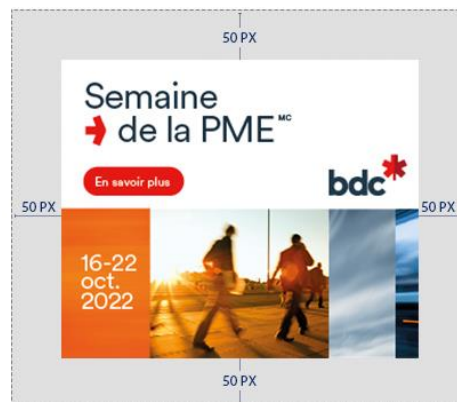 50 PX
Semaine
de la PME MC
En savoir plus
bdc
50 PX
50 PX
16-22
oct.
2022
50 PX